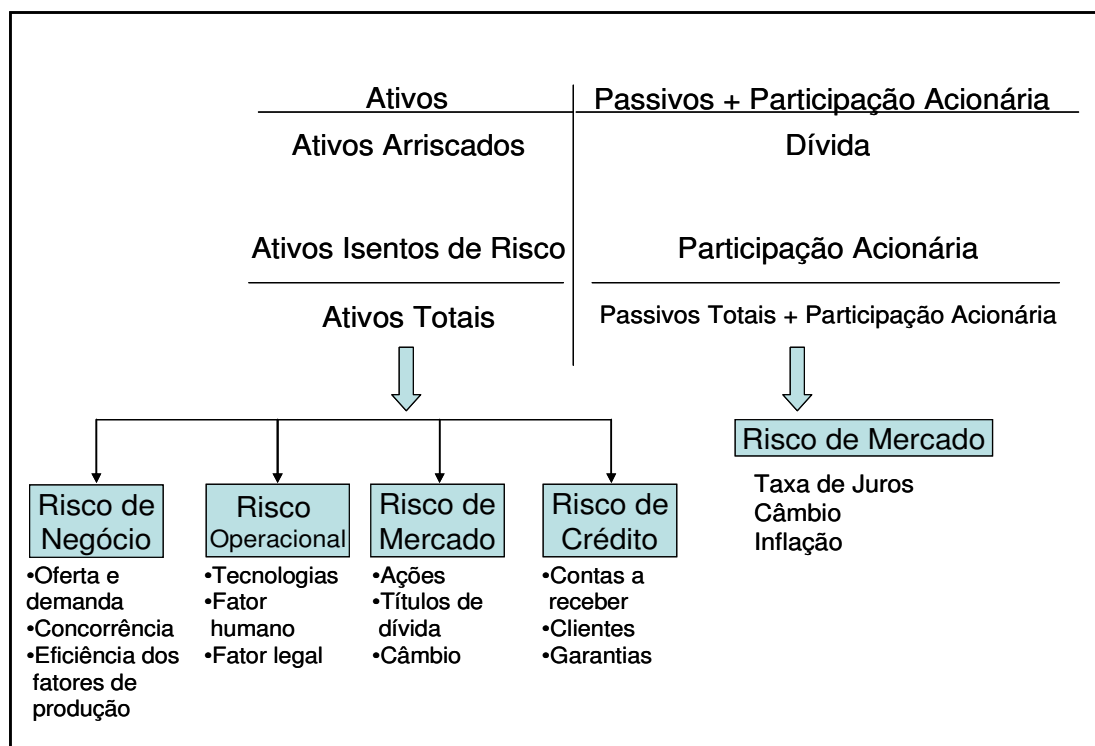 Ativos
Passivos + Participação Acionária
Ativos Arriscados
Dívida
Ativos Isentos de Risco
Participação Acionária
Ativos Totais
Passivos Totais + Participação Acionária
Risco de
Negócio
•Oferta e
demanda
•Concorrência
•Eficiência dos
fatores de
produção
Risco
Operacional
•Tecnologias
•Fator
humano
•Fator legal
Risco de
Mercado
•Ações
•Títulos de
dívida
•Câmbio
Risco de
Crédito
•Contas a
receber
•Clientes
•Garantias
Risco de Mercado
Taxa de Juros
Câmbio
Inflação